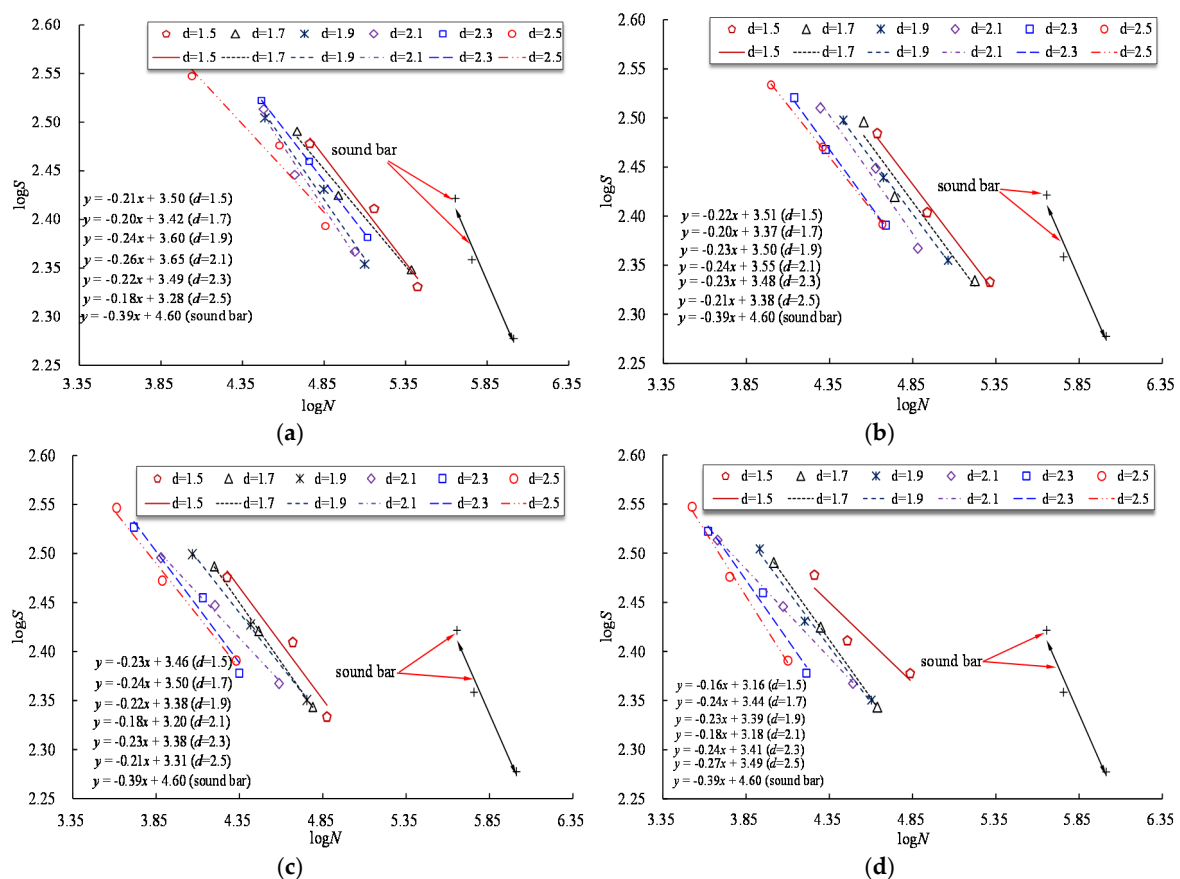 2.60
2.55
2.50
2.45
2.40
2.35
2.30
2.25
logS
d=1.5 d=1.7 d=1.9 d=2.1 d=2.3 d=2.5
d=1.5 d=1.7 d=1.9 d=2.1 d=2.3 d=2.5
sound bar
y = -0.21x + 3.50 (d=1.5)
y = -0.20x + 3.42 (d=1.7)
y = -0.24x + 3.60 (d=1.9)
y = -0.26x + 3.65 (d=2.1)
y = -0.22x + 3.49 (d=2.3)
y = -0.18x + 3.28 (d=2.5)
y = -0.39x + 4.60 (sound bar)
3.35 3.85 4.35 4.85 5.35 5.85 6.35
logN
(a)
2.60
2.55
2.50
2.45
2.40
2.35
2.30
2.25
logS
d=1.5 d=1.7 d=1.9 d=2.1 d=2.3 d=2.5
d=1.5 d=1.7 d=1.9 d=2.1 d=2.3 d=2.5
sound bar
y = -0.22x + 3.51 (d=1.5)
y = -0.20x + 3.37 (d=1.7)
y = -0.23x + 3.50 (d=1.9)
y = -0.24x + 3.55 (d=2.1)
y = -0.23x + 3.48 (d=2.3)
y = -0.21x + 3.38 (d=2.5)
y = -0.39x + 4.60 (sound bar)
3.35 3.85 4.35 4.85 5.35 5.85 6.35
logN
(b)
2.60
2.55
2.50
2.45
2.40
2.35
2.30
2.25
logS
d=1.5 d=1.7 d=1.9 d=2.1 d=2.3 d=2.5
d=1.5 d=1.7 d=1.9 d=2.1 d=2.3 d=2.5
sound bar
y = -0.23x + 3.46 (d=1.5)
y = -0.24x + 3.50 (d=1.7)
y = -0.22x + 3.38 (d=1.9)
y = -0.18x + 3.20 (d=2.1)
y = -0.23x + 3.38 (d=2.3)
y = -0.21x + 3.31 (d=2.5)
y = -0.39x + 4.60 (sound bar)
3.35 3.85 4.35 4.85 5.35 5.85 6.35
logN
(c)
2.60
2.55
2.50
2.45
2.40
2.35
2.30
2.25
logS
d=1.5 d=1.7 d=1.9 d=2.1 d=2.3 d=2.5
d=1.5 d=1.7 d=1.9 d=2.1 d=2.3 d=2.5
sound bar
y = -0.16x + 3.16 (d=1.5)
y = -0.24x + 3.44 (d=1.7)
y = -0.23x + 3.39 (d=1.9)
y = -0.18x + 3.18 (d=2.1)
y = -0.24x + 3.41 (d=2.3)
y = -0.27x + 3.49 (d=2.5)
y = -0.39x + 4.60 (sound bar)
3.35 3.85 4.35 4.85 5.35 5.85 6.35
logN
(d)